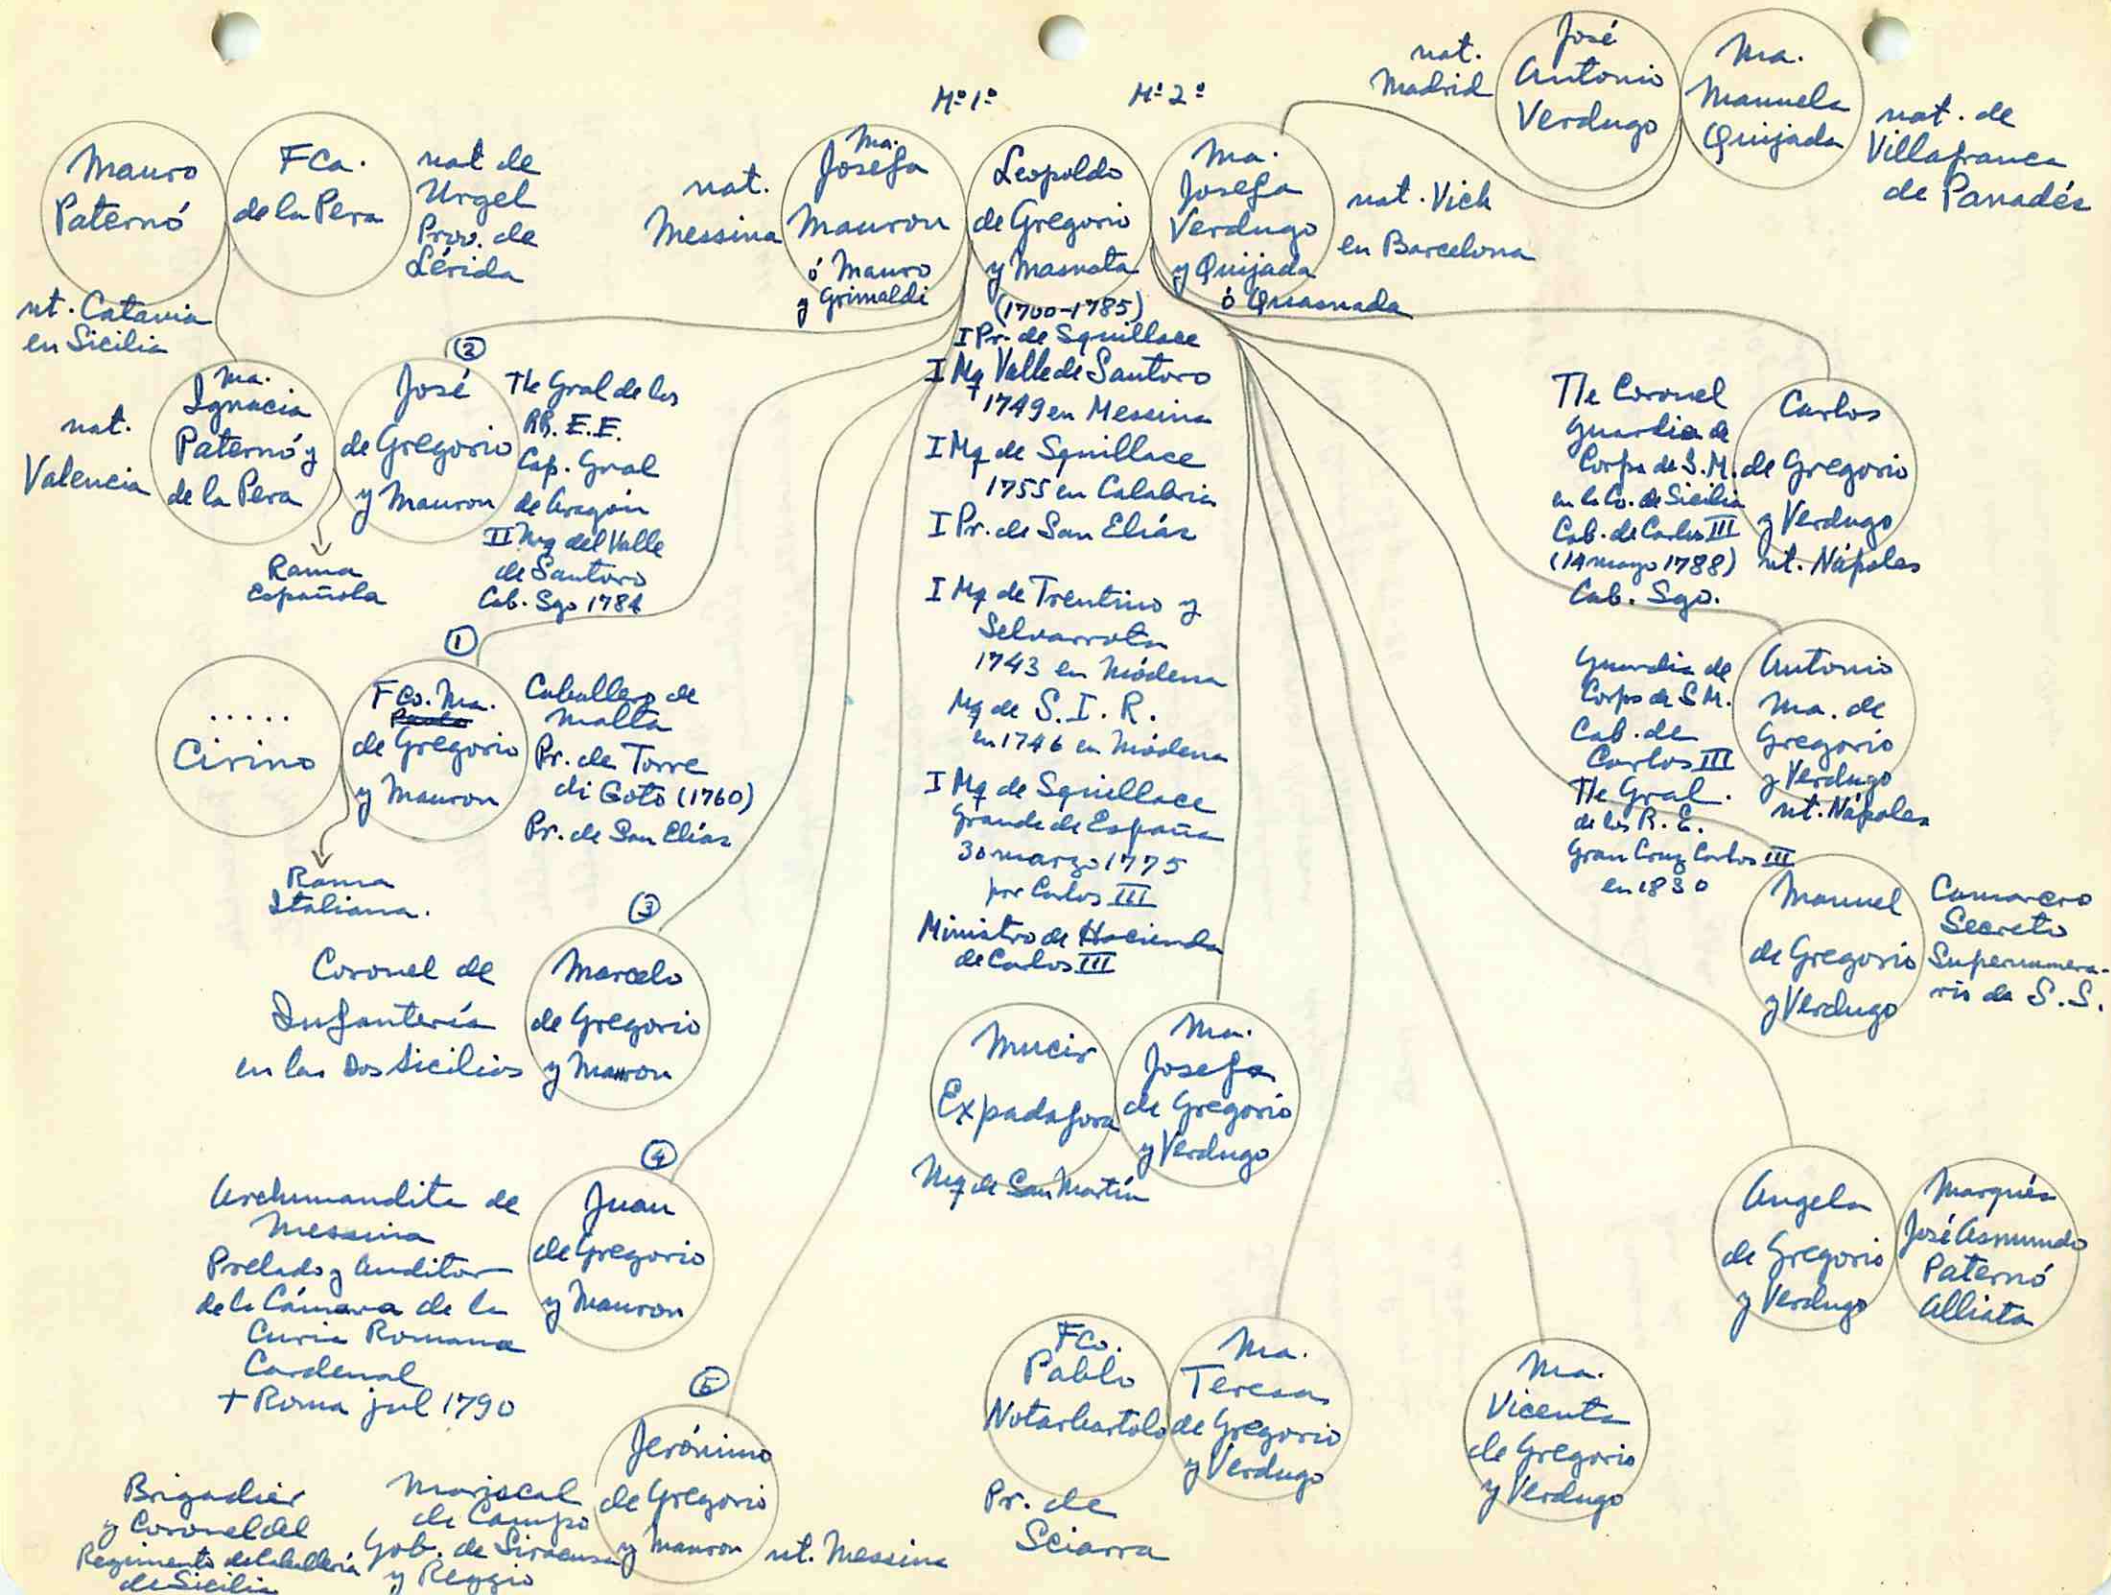 nat.
Madrid
José
Antonio
Verdugo
Ma.
Manuela
Quijada
nat. de
Villafranca
de Panadés
Mº 1º
Mº 2º
Mauro
Paternó
nt. Catania
en Sicilia
Fca.
de la Pera
nat de
Urgel
Prov. de
Lérida
nat.
Messina
Ma.
Josefa
Mauron
ó Mauro
y Grimaldi
Leopoldo
de Gregorio
y Masnata
(1700-1785)
I Pr. de Squillace
I Mq Valle de Santoro
1749 en Messina
I Mq de Squillace
1755 en Calabria
I Pr. de San Elías
I Mq de Trentino y
Selvarrota
1743 en Módena
Mq de S. I. R.
en 1746 en Módena
I Mq de Squillace
Grande de España
30 marzo 1775
por Carlos III
Ministro de Hacienda
de Carlos III
Ma.
Josefa
Verdugo
y Quijada
ó Quasnada
nat. Vich
en Barcelona
nat.
Valencia
Ma.
Ignacia
Paternó y
de la Pera
Rama
Española
②
José
de Gregorio
y Mauron
Tte Gral de los
RR. E.E.
Cap. Gral
de Aragón
II Mq del Valle
de Santoro
Cab. Sgo 1784
.....
Cirino
Rama
Italiana.
①
Fco. Ma.
de Gregorio
y Mauron
Caballero de
Malta
Pr. de Torre
di Goto (1760)
Pr. de San Elías
③
Coronel de
Infantería
en las Dos Sicilias
Marcelo
de Gregorio
y Mauron
④
Archimandita de
Messina
Prelado y Auditor
de la Cámara de la
Curia Romana
Cardenal
+ Roma jul 1790
Juan
de Gregorio
y Mauron
⑤
Brigadier
y Coronel del
Regimento de Caballería
de Sicilia
Mariscal
de Campo
Gob. de Siracusa
y Reggio
Jerónimo
de Gregorio
y Mauron
nt. Messina
Tte Coronel
Guardia de
Corps de S.M.
en la Co. de Sicilia
Cab. de Carlos III
(14 mayo 1788)
Cab. Sgo.
Carlos
de Gregorio
y Verdugo
nt. Nápoles
Guardia de
Corps de S.M.
Cab. de
Carlos III
Tte Gral.
de los R. E.
Gran Cruz Carlos III
en 1830
Antonio
Ma. de
Gregorio
y Verdugo
nt. Nápoles
Manuel
de Gregorio
y Verdugo
Camarero
Secreto
Supernumera-
rio de S.S.
Mucir
Expadafora
Mq de San Martín
Ma.
Josefa
de Gregorio
y Verdugo
Angela
de Gregorio
y Verdugo
Marqués
José Asmundo
Paternó
Alliata
Fco.
Pablo
Notarbartolo
Pr. de
Sciarra
Ma.
Teresa
de Gregorio
y Verdugo
Ma.
Vicenta
de Gregorio
y Verdugo